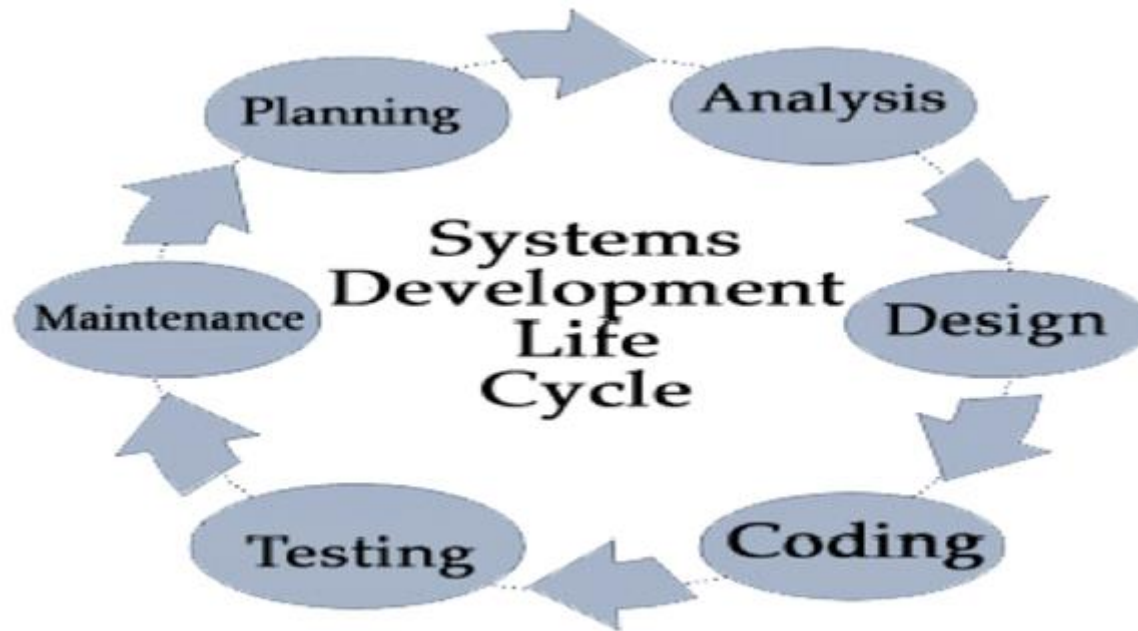 Planning
Analysis
Systems
Development
Life
Cycle
Maintenance
Design
Testing
Coding